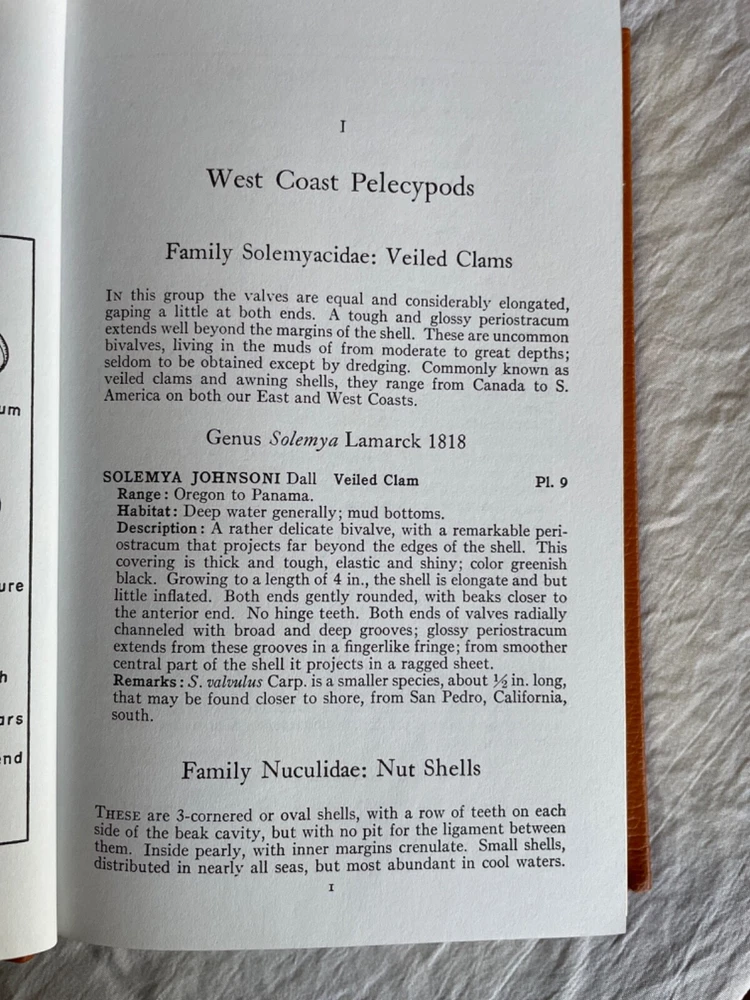 um
ure
h
ars
end
I
West Coast Pelecypods
Family Solemyacidae: Veiled Clams
IN this group the valves are equal and considerably elongated,
gaping a little at both ends. A tough and glossy periostracum
extends well beyond the margins of the shell. These are uncommon
bivalves, living in the muds of from moderate to great depths;
seldom to be obtained except by dredging. Commonly known as
veiled clams and awning shells, they range from Canada to S.
America on both our East and West Coasts.
Genus Solemya Lamarck 1818
SOLEMYA JOHNSONI Dall Veiled Clam Pl. 9
Range: Oregon to Panama.
Habitat: Deep water generally; mud bottoms.
Description: A rather delicate bivalve, with a remarkable peri-
ostracum that projects far beyond the edges of the shell. This
covering is thick and tough, elastic and shiny; color greenish
black. Growing to a length of 4 in., the shell is elongate and but
little inflated. Both ends gently rounded, with beaks closer to
the anterior end. No hinge teeth. Both ends of valves radially
channeled with broad and deep grooves; glossy periostracum
extends from these grooves in a fingerlike fringe; from smoother
central part of the shell it projects in a ragged sheet.
Remarks: S. valvulus Carp. is a smaller species, about ½ in. long,
that may be found closer to shore, from San Pedro, California,
south.
Family Nuculidae: Nut Shells
THESE are 3-cornered or oval shells, with a row of teeth on each
side of the beak cavity, but with no pit for the ligament between
them. Inside pearly, with inner margins crenulate. Small shells,
distributed in nearly all seas, but most abundant in cool waters.
I